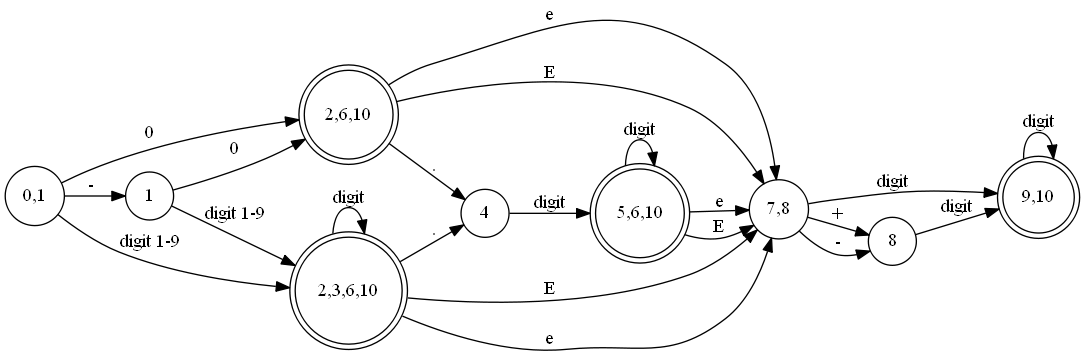 e
E
0
0
2,6,10
.
-
0,1
1
digit 1-9
digit 1-9
digit
2,3,6,10
.
4
digit
digit
5,6,10
e
E
E
e
7,8
digit
+
-
8
digit
digit
9,10